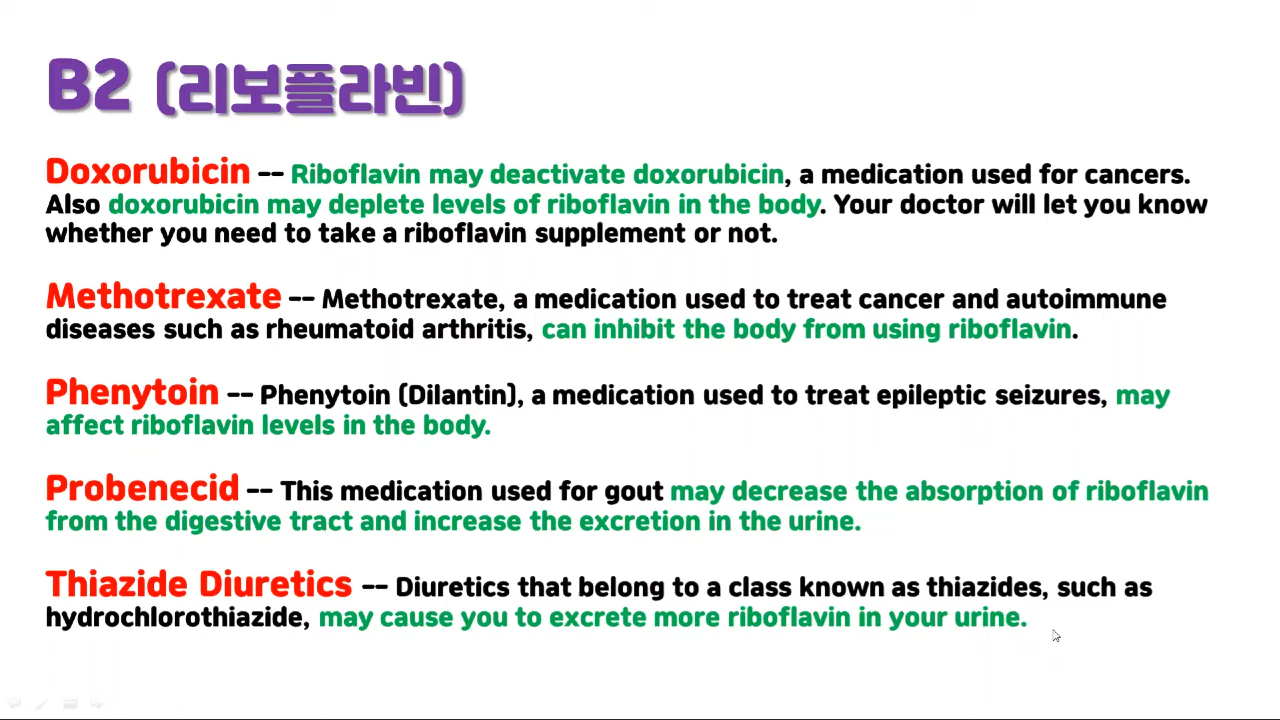 B2 (리보플라빈)
Doxorubicin -- Riboflavin may deactivate doxorubicin, a medication used for cancers.
Also doxorubicin may deplete levels of riboflavin in the body. Your doctor will let you know
whether you need to take a riboflavin supplement or not.
Methotrexate -- Methotrexate, a medication used to treat cancer and autoimmune
diseases such as rheumatoid arthritis, can inhibit the body from using riboflavin.
Phenytoin -- Phenytoin (Dilantin), a medication used to treat epileptic seizures, may
affect riboflavin levels in the body.
Probenecid -- This medication used for gout may decrease the absorption of riboflavin
from the digestive tract and increase the excretion in the urine.
Thiazide Diuretics -- Diuretics that belong to a class known as thiazides, such as
hydrochlorothiazide, may cause you to excrete more riboflavin in your urine.